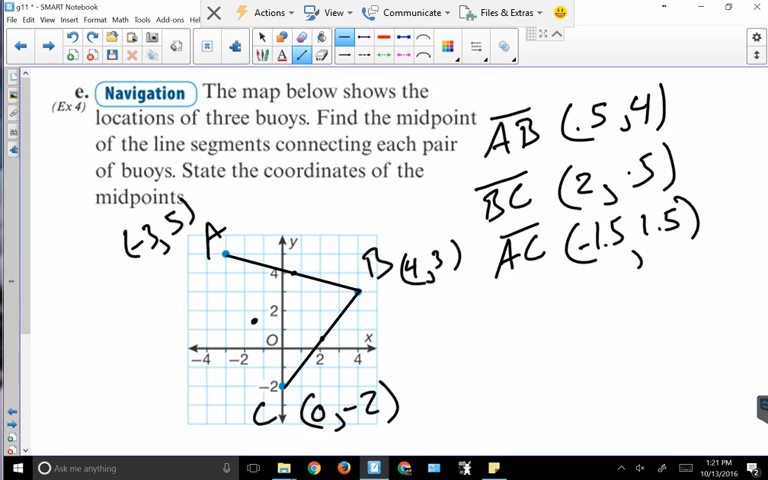 g11 * - SMART Notebook
File Edit View Insert Format Math Tools Add-ons H
Actions
View
Communicate
Files & Extras
e. Navigation The map below shows the
(Ex 4) locations of three buoys. Find the midpoint
of the line segments connecting each pair
of buoys. State the coordinates of the
midpoints.
AB (.5,4)
BC (2, .5)
AC (-1.5, 1.5)
(-3,5) A
B (4,3)
y
4
2
O
x
-4 -2 2 4
-2
C (0,-2)
Ask me anything
1:21 PM
10/13/2016
2